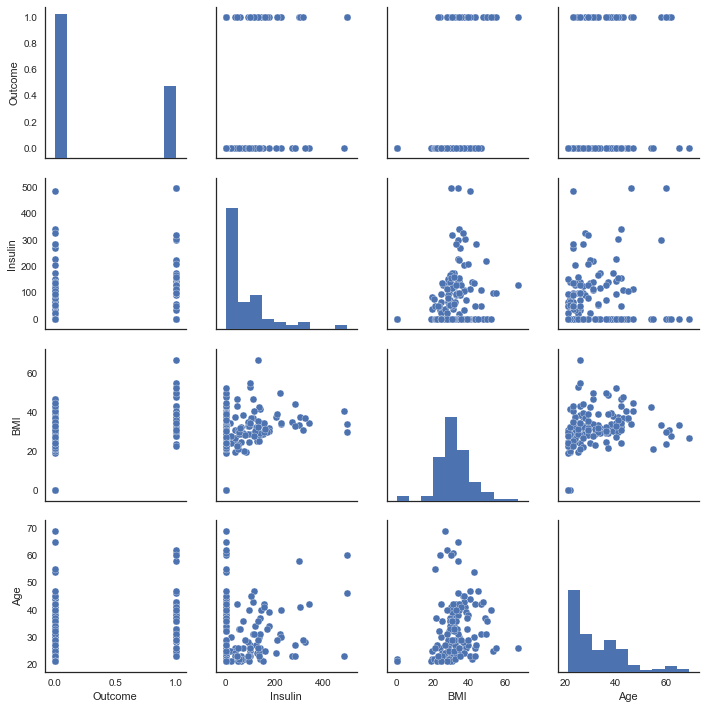 1.0
0.8
0.6
0.4
0.2
0.0
Outcome
500
400
300
200
100
0
Insulin
60
40
20
0
BMI
70
60
50
40
30
20
Age
0.0 0.5 1.0
Outcome
0 200 400
Insulin
0 20 40 60
BMI
20 40 60
Age